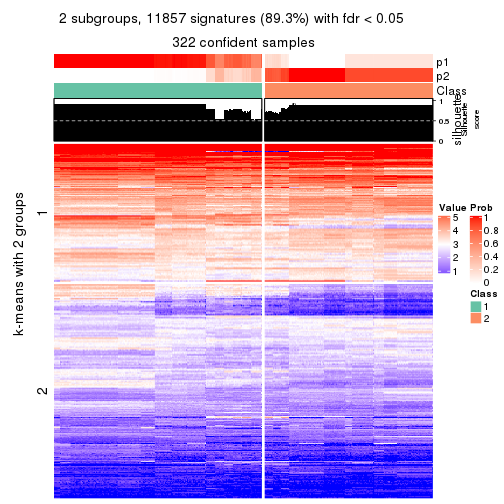 2 subgroups, 11857 signatures (89.3%) with fdr < 0.05
322 confident samples
p1
p2
Class
1
0.5
0
silhouette
Silhouette
score
k-means with 2 groups
1
2
Value
5
4
3
2
1
Prob
1
0.8
0.6
0.4
0.2
0
Class
1
2